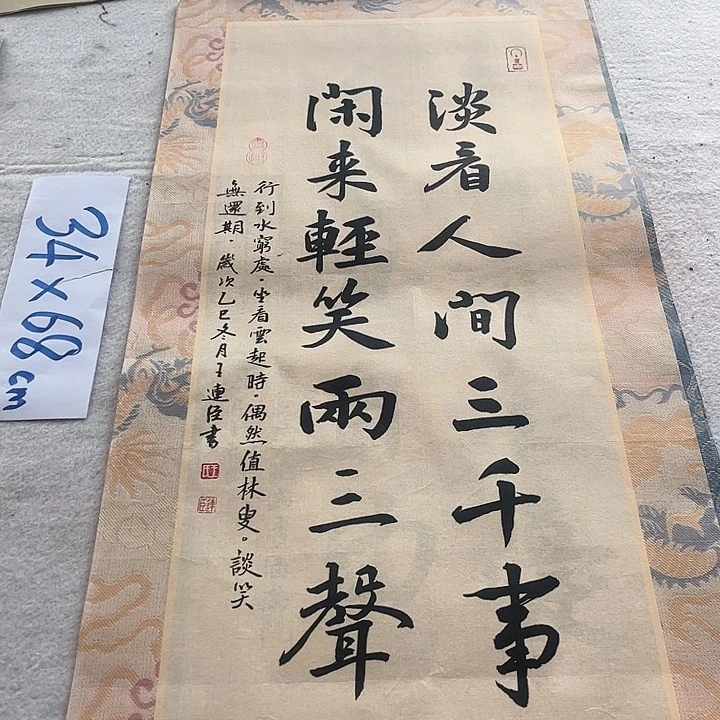 淡看人间三千事
閑来輕笑兩三聲
行到水窮處。坐看雲起時。偶然值林叟。談笑
無還期。歲次乙巳冬月王連臣書
34×68cm